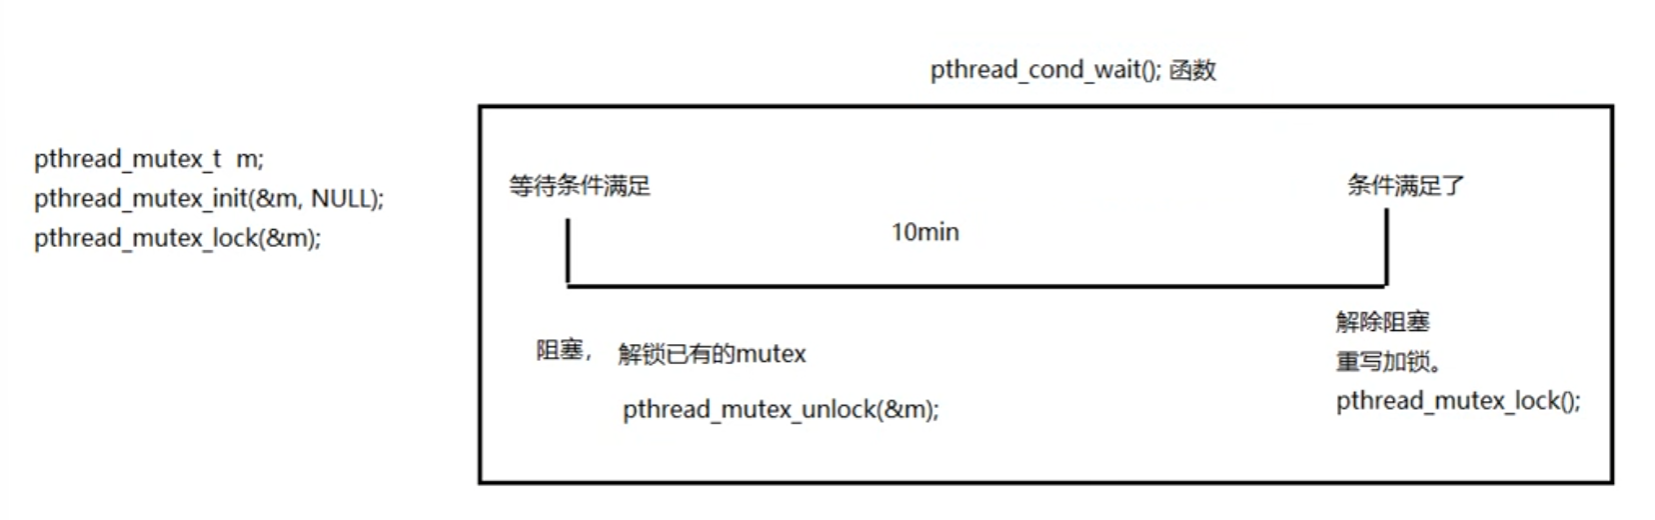 pthread_cond_wait(); 函数
pthread_mutex_t  m;
pthread_mutex_init(&m, NULL);
pthread_mutex_lock(&m);
等待条件满足
10min
条件满足了
阻塞， 解锁已有的mutex
pthread_mutex_unlock(&m);
解除阻塞
重写加锁。
pthread_mutex_lock();